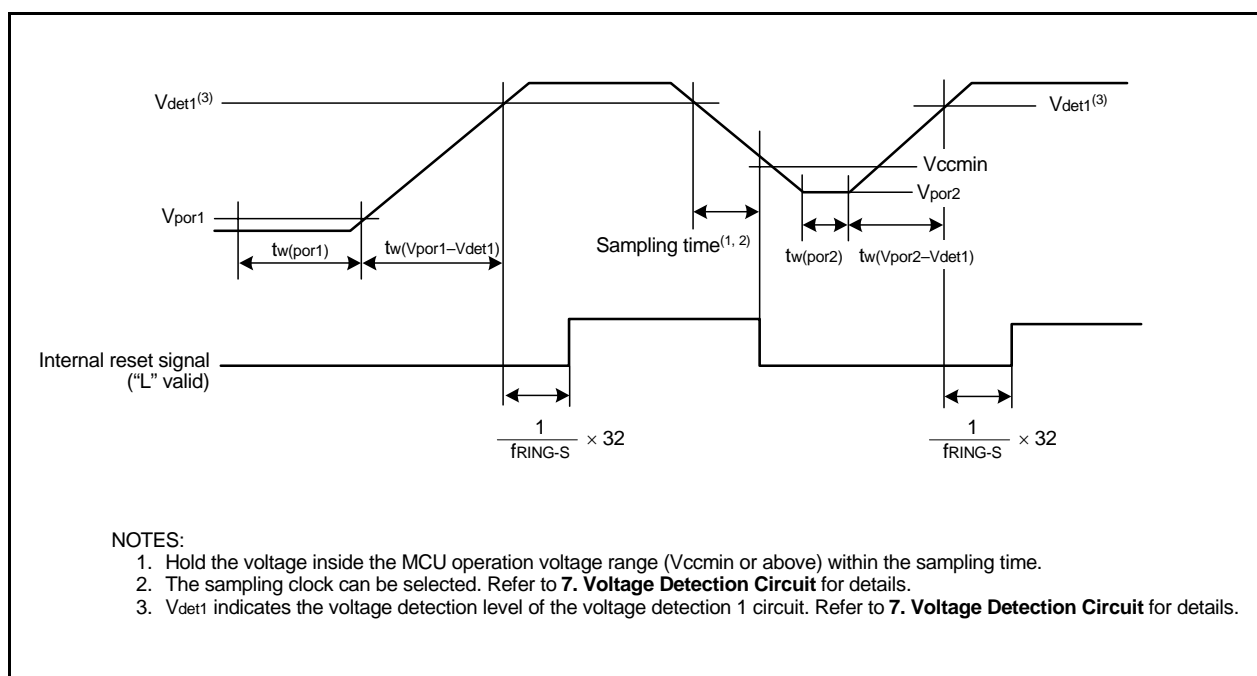 Vdet1(3)
Vdet1(3)
Vccmin
Vpor1
Vpor2
Sampling time(1, 2)
tw(por1)
tw(Vpor1–Vdet1)
tw(por2)
tw(Vpor2–Vdet1)
Internal reset signal
(“L” valid)
1
fRING-S
× 32
1
fRING-S
× 32
NOTES:
1. Hold the voltage inside the MCU operation voltage range (Vccmin or above) within the sampling time.
2. The sampling clock can be selected. Refer to 7. Voltage Detection Circuit for details.
3. Vdet1 indicates the voltage detection level of the voltage detection 1 circuit. Refer to 7. Voltage Detection Circuit for details.